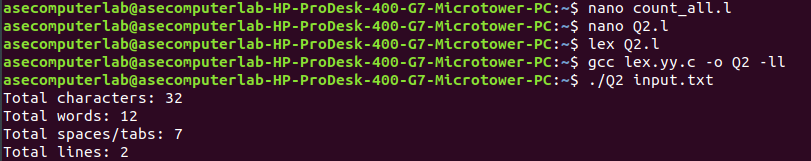 asecomputerlab@asecomputerlab-HP-ProDesk-400-G7-Microtower-PC:~$ nano count_all.l
asecomputerlab@asecomputerlab-HP-ProDesk-400-G7-Microtower-PC:~$ nano Q2.l
asecomputerlab@asecomputerlab-HP-ProDesk-400-G7-Microtower-PC:~$ lex Q2.l
asecomputerlab@asecomputerlab-HP-ProDesk-400-G7-Microtower-PC:~$ gcc lex.yy.c -o Q2 -ll
asecomputerlab@asecomputerlab-HP-ProDesk-400-G7-Microtower-PC:~$ ./Q2 input.txt
Total characters: 32
Total words: 12
Total spaces/tabs: 7
Total lines: 2